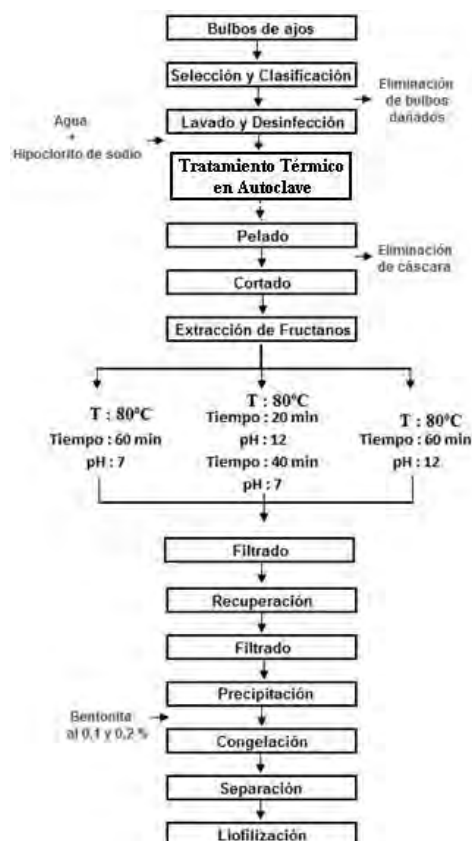 Bulbos de ajos
Selección y Clasificación
Eliminación
de bulbos
dañados
Agua
+
Hipoclorito de sodio
Lavado y Desinfección
Tratamiento Térmico
en Autoclave
Pelado
Eliminación
de cáscara
Cortado
Extracción de Fructanos
T : 80ºC
Tiempo : 60 min
pH : 7
T : 80ºC
Tiempo : 20 min
pH : 12
Tiempo : 40 min
pH : 7
T : 80ºC
Tiempo : 60 min
pH : 12
Filtrado
Recuperación
Filtrado
Precipitación
Bentonita
al 0,1 y 0,2 %
Congelación
Separación
Liofilización